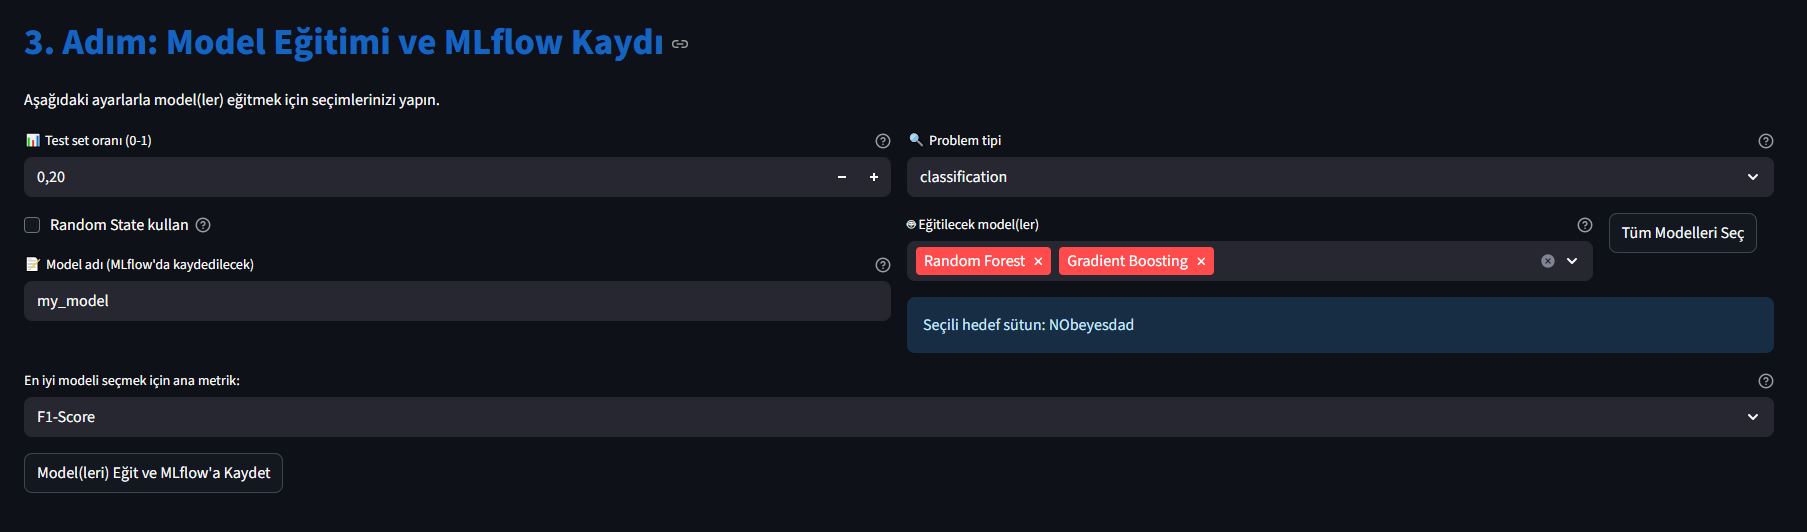 3. Adım: Model Eğitimi ve MLflow Kaydı
Aşağıdaki ayarlarla model(ler) eğitmek için seçimlerinizi yapın.
Test set oranı (0-1)
0,20
Random State kullan
Model adı (MLflow'da kaydedilecek)
my_model
Problem tipi
classification
Eğitilecek model(ler)
Random Forest Gradient Boosting
Tüm Modelleri Seç
Seçili hedef sütun: NObeyesdad
En iyi modeli seçmek için ana metrik:
F1-Score
Model(leri) Eğit ve MLflow'a Kaydet